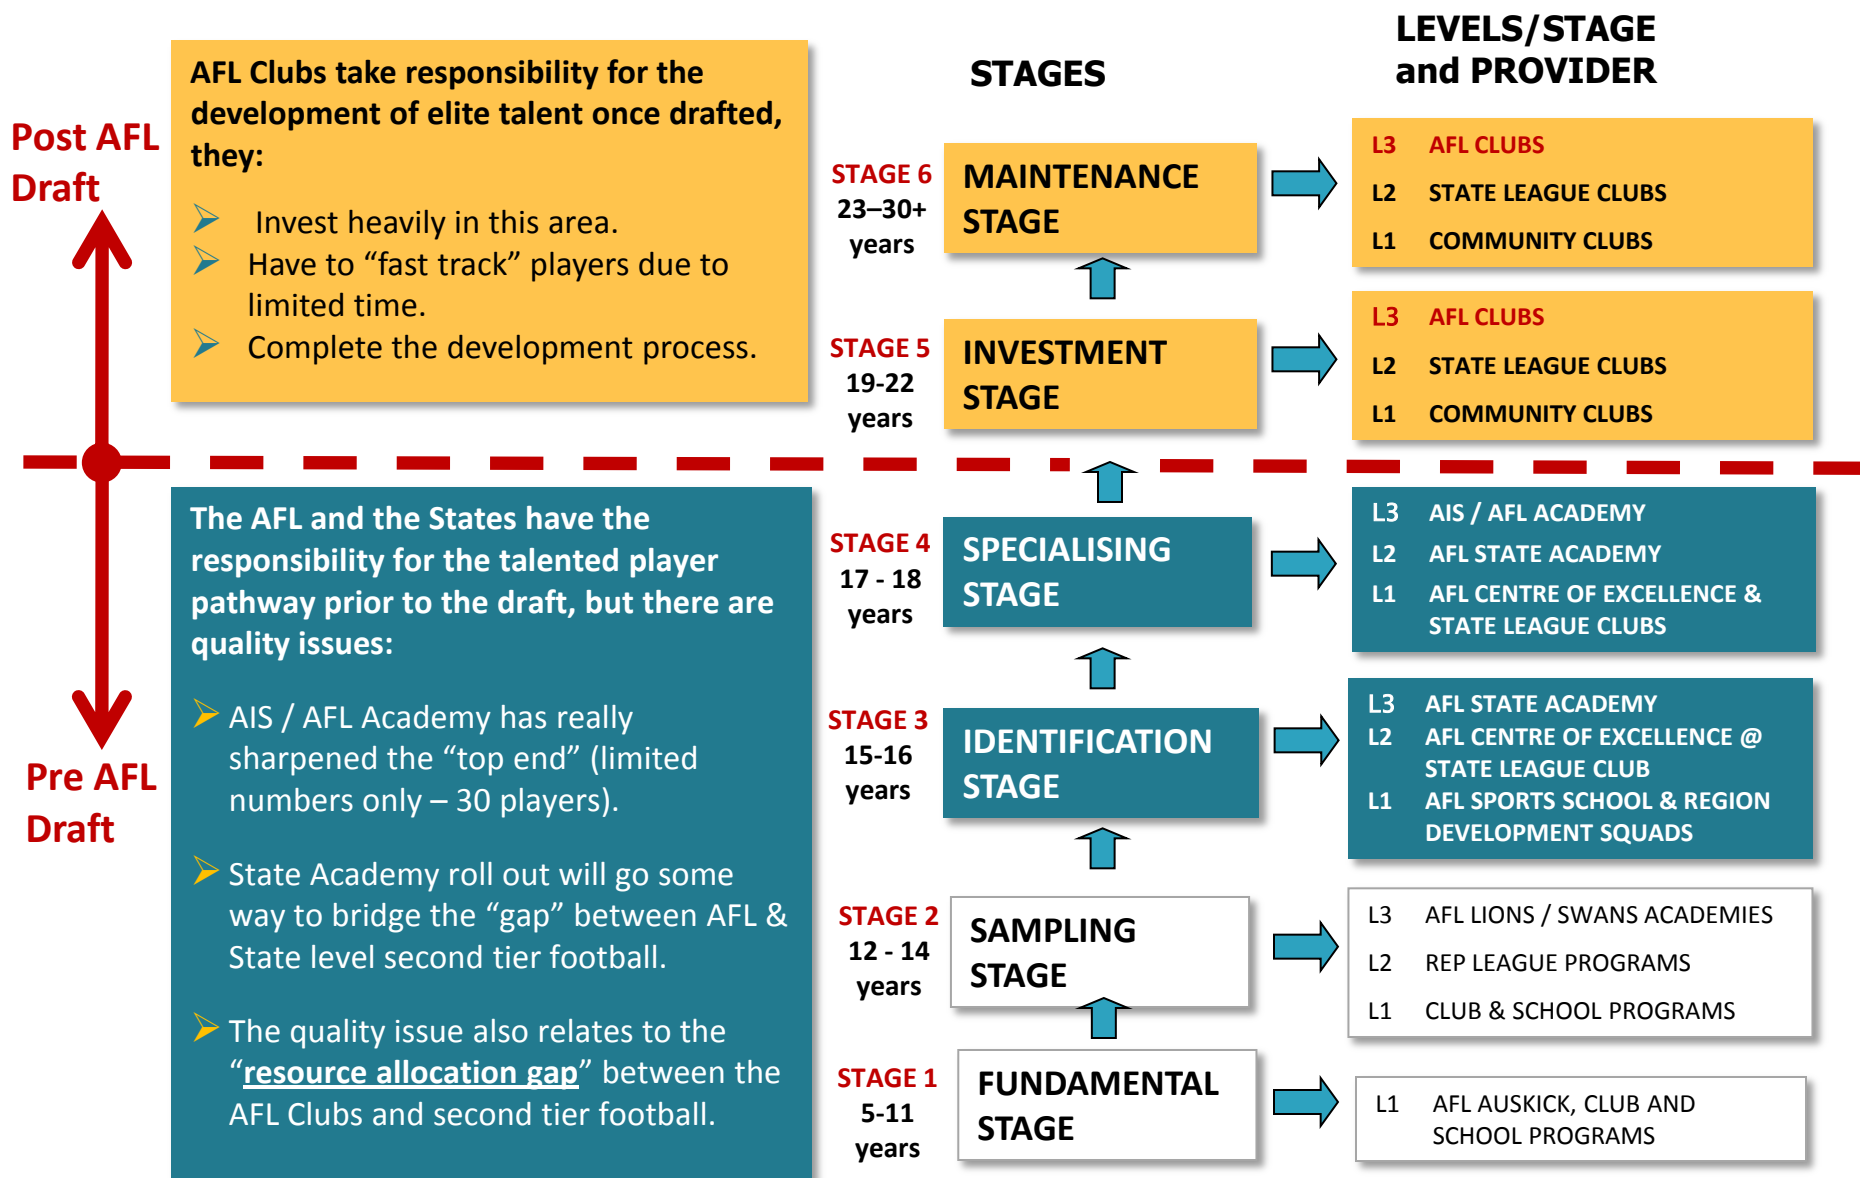 LEVELS/STAGE
and PROVIDER
STAGES
Post AFL
Draft
AFL Clubs take responsibility for the
development of elite talent once drafted,
they:
Invest heavily in this area.
Have to “fast track” players due to
limited time.
Complete the development process.
STAGE 6
23–30+
years
MAINTENANCE
STAGE
L3 AFL CLUBS
L2 STATE LEAGUE CLUBS
L1 COMMUNITY CLUBS
STAGE 5
19-22
years
INVESTMENT
STAGE
L3 AFL CLUBS
L2 STATE LEAGUE CLUBS
L1 COMMUNITY CLUBS
Pre AFL
Draft
The AFL and the States have the
responsibility for the talented player
pathway prior to the draft, but there are
quality issues:
AIS / AFL Academy has really
sharpened the “top end” (limited
numbers only – 30 players).
State Academy roll out will go some
way to bridge the “gap” between AFL &
State level second tier football.
The quality issue also relates to the
“resource allocation gap” between the
AFL Clubs and second tier football.
STAGE 4
17 - 18
years
SPECIALISING
STAGE
L3 AIS / AFL ACADEMY
L2 AFL STATE ACADEMY
L1 AFL CENTRE OF EXCELLENCE &
STATE LEAGUE CLUBS
STAGE 3
15-16
years
IDENTIFICATION
STAGE
L3 AFL STATE ACADEMY
L2 AFL CENTRE OF EXCELLENCE @
STATE LEAGUE CLUB
L1 AFL SPORTS SCHOOL & REGION
DEVELOPMENT SQUADS
STAGE 2
12 - 14
years
SAMPLING
STAGE
L3 AFL LIONS / SWANS ACADEMIES
L2 REP LEAGUE PROGRAMS
L1 CLUB & SCHOOL PROGRAMS
STAGE 1
5-11
years
FUNDAMENTAL
STAGE
L1 AFL AUSKICK, CLUB AND
SCHOOL PROGRAMS